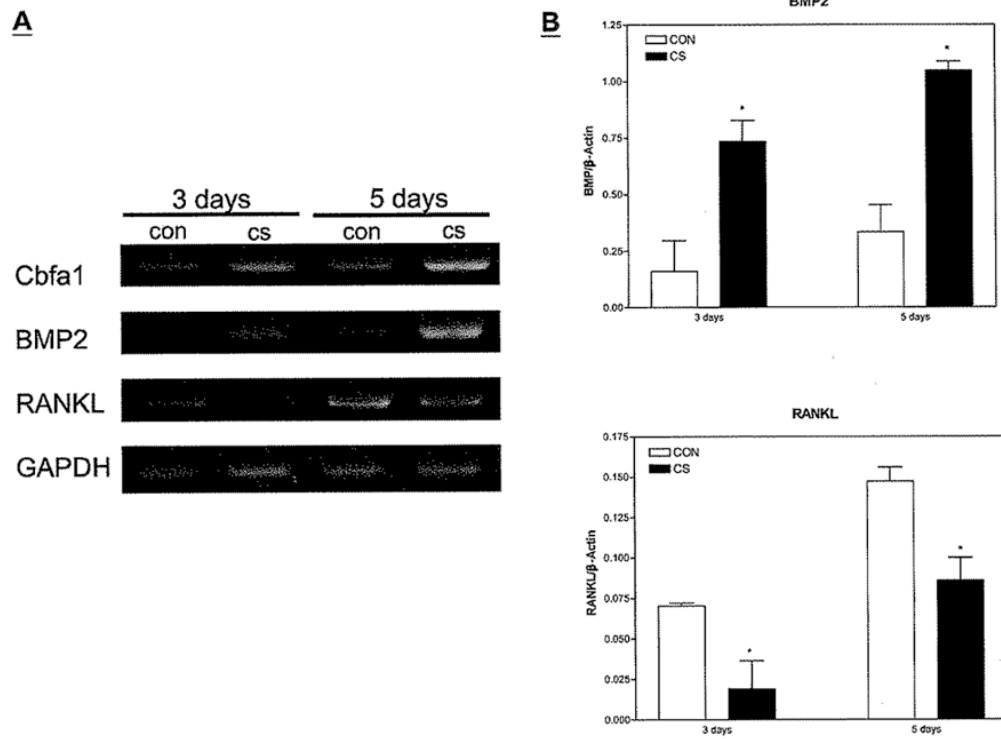 A
3 days 5 days
con cs con cs
Cbfa1
BMP2
RANKL
GAPDH
B
BMP2
CON
CS
BMP/β-Actin
1.25
1.00
0.75
0.50
0.25
0.00
*
*
3 days 5 days
RANKL
CON
CS
RANKL/β-Actin
0.175
0.150
0.125
0.100
0.075
0.050
0.025
0.000
*
*
3 days 5 days